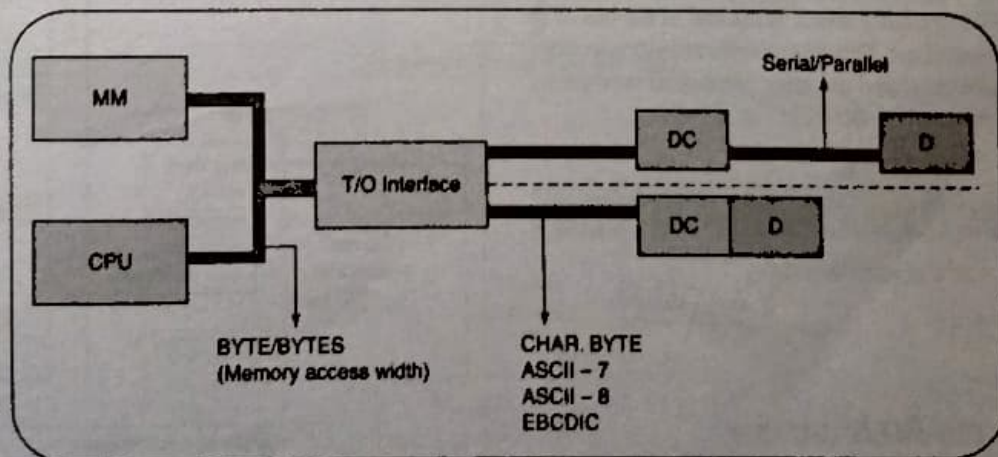 Serial/Parallel
MM
DC
D
T/O Interface
DC
D
CPU
BYTE/BYTES
(Memory access width)
CHAR. BYTE
ASCII – 7
ASCII – 8
EBCDIC